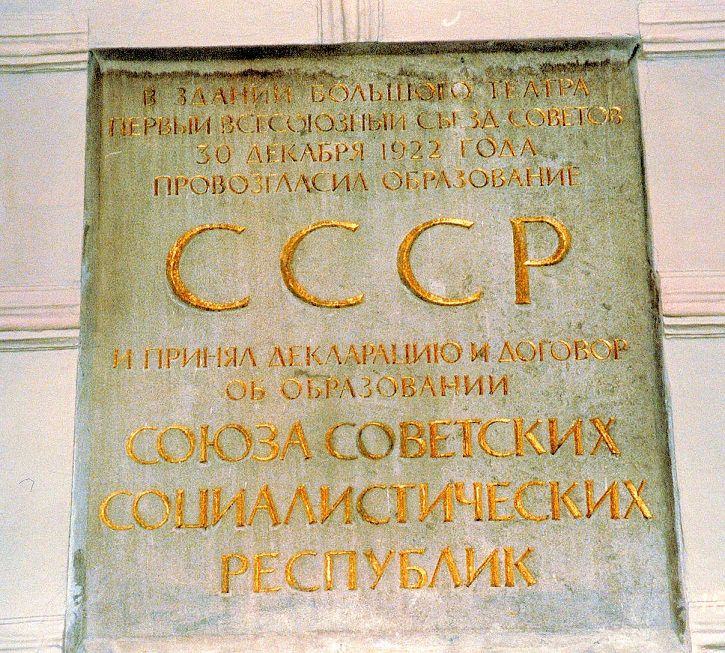 В ЗДАНИИ БОЛЬШОГО ТЕАТРА
ПЕРВЫЙ ВСЕСОЮЗНЫЙ СЪЕЗД СОВЕТОВ
30 ДЕКАБРЯ 1922 ГОДА
ПРОВОЗГЛАСИЛ ОБРАЗОВАНИЕ
СССР
И ПРИНЯЛ ДЕКЛАРАЦИЮ И ДОГОВОР
ОБ ОБРАЗОВАНИИ
СОЮЗА СОВЕТСКИХ
СОЦИАЛИСТИЧЕСКИХ
РЕСПУБЛИК